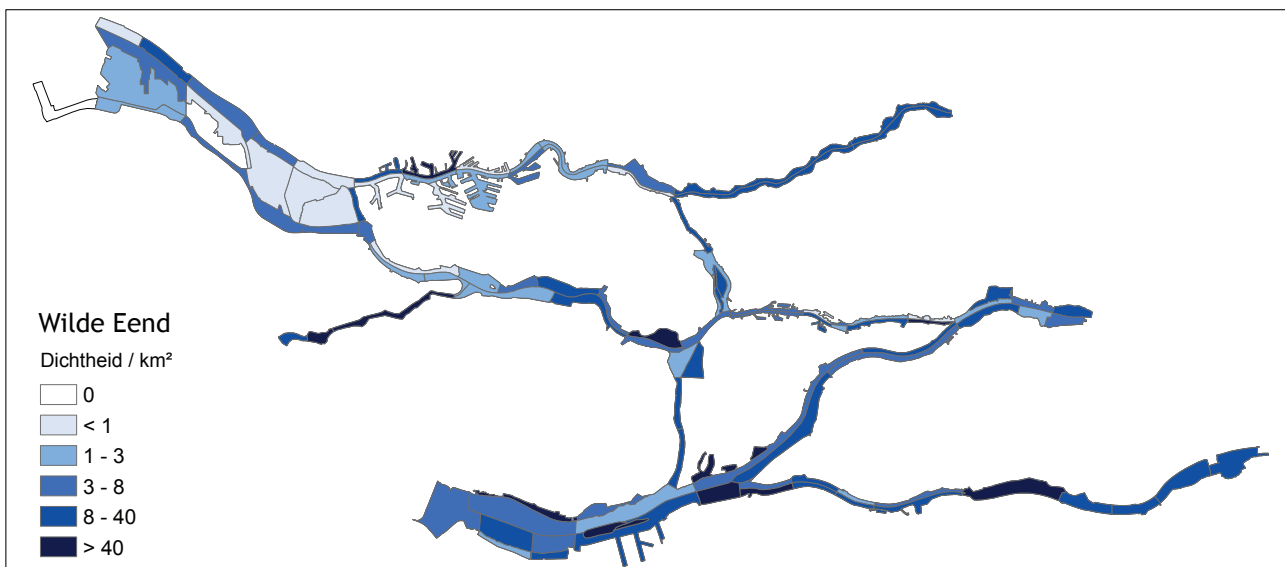 Wilde Eend
Dichtheid / km²
0
< 1
1 - 3
3 - 8
8 - 40
> 40